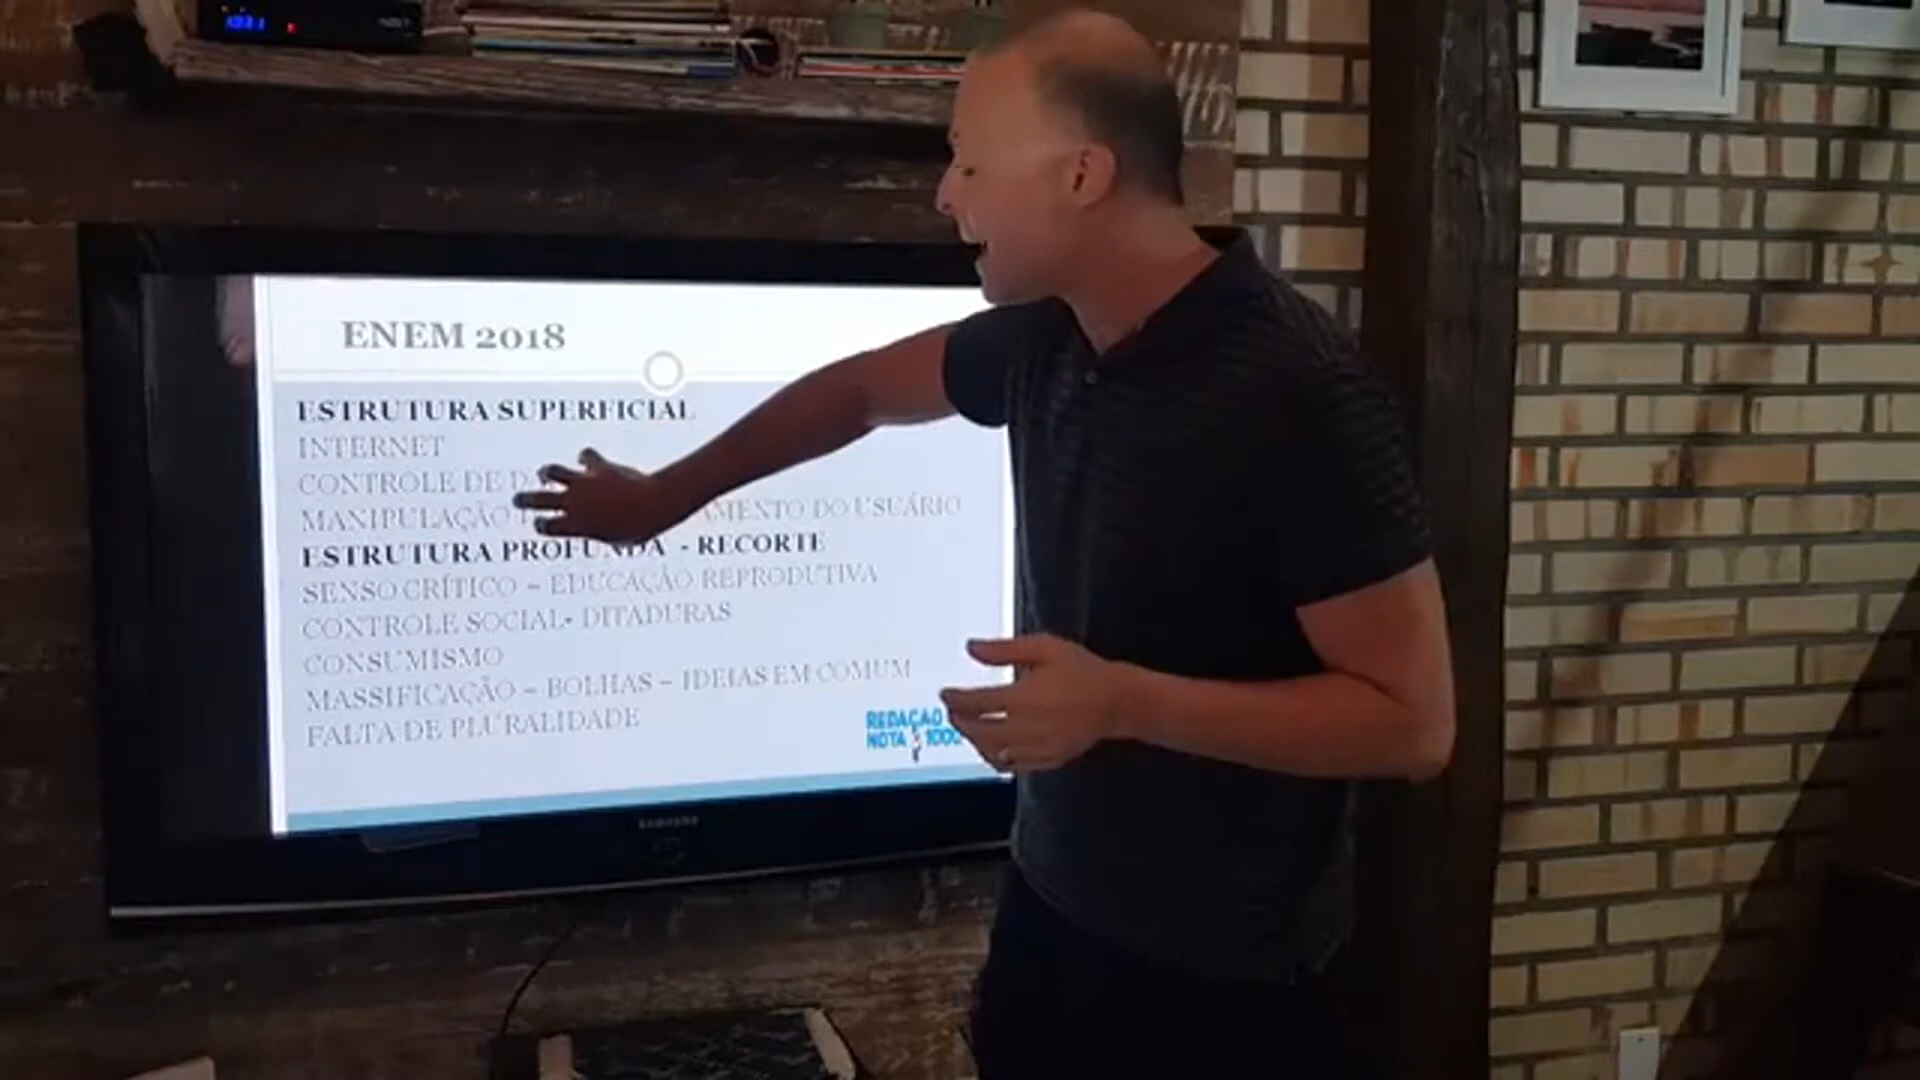 ENEM 2018
ESTRUTURA SUPERFICIAL
INTERNET
CONTROLE DE
MANIPULAÇÃO DO USUÁRIO
ESTRUTURA PROFUNDA - RECORTE
SENSO CRÍTICO – EDUCAÇÃO REPRODUTIVA
CONTROLE SOCIAL- DITADURAS
CONSUMISMO
MASSIFICAÇÃO – BOLHAS – IDEIAS EM COMUM
FALTA DE PLURALIDADE
REDAÇÃO
NOTA 1000
SAMSUNG